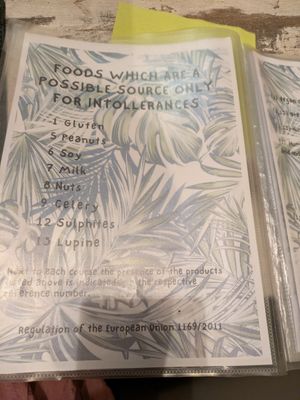 FOODS WHICH ARE A
POSSIBLE SOURCE ONLY
FOR INTOLLERANCES
1 Gluten
5 Peanuts
6 Soy
7 Milk
8 Nuts
9 Celery
12 Sulphites
13 Lupine
Next to each course the presence of the products
listed above is indicated in the respective
reference number.
Regulation of the European Union 1169/2011